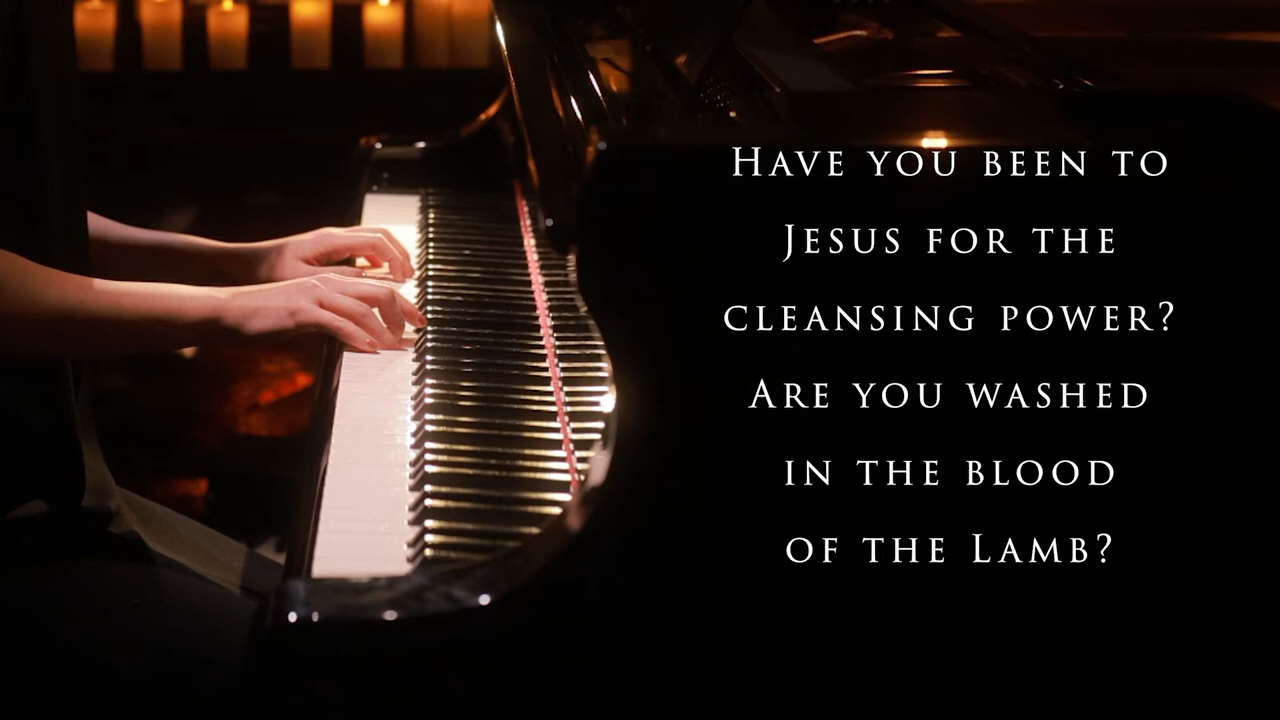 Have you been to
Jesus for the
cleansing power?
Are you washed
in the blood
of the Lamb?